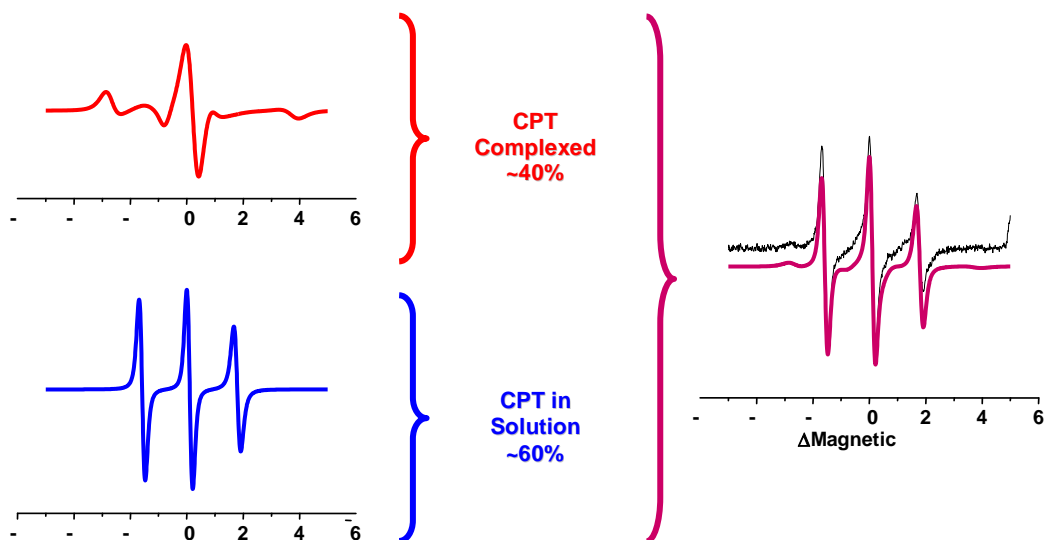 CPT
Complexed
~40%
- - - 0 2 4 6
CPT in
Solution
~60%
- - - 0 2 4 6
- - - 0 2 4 6
ΔMagnetic